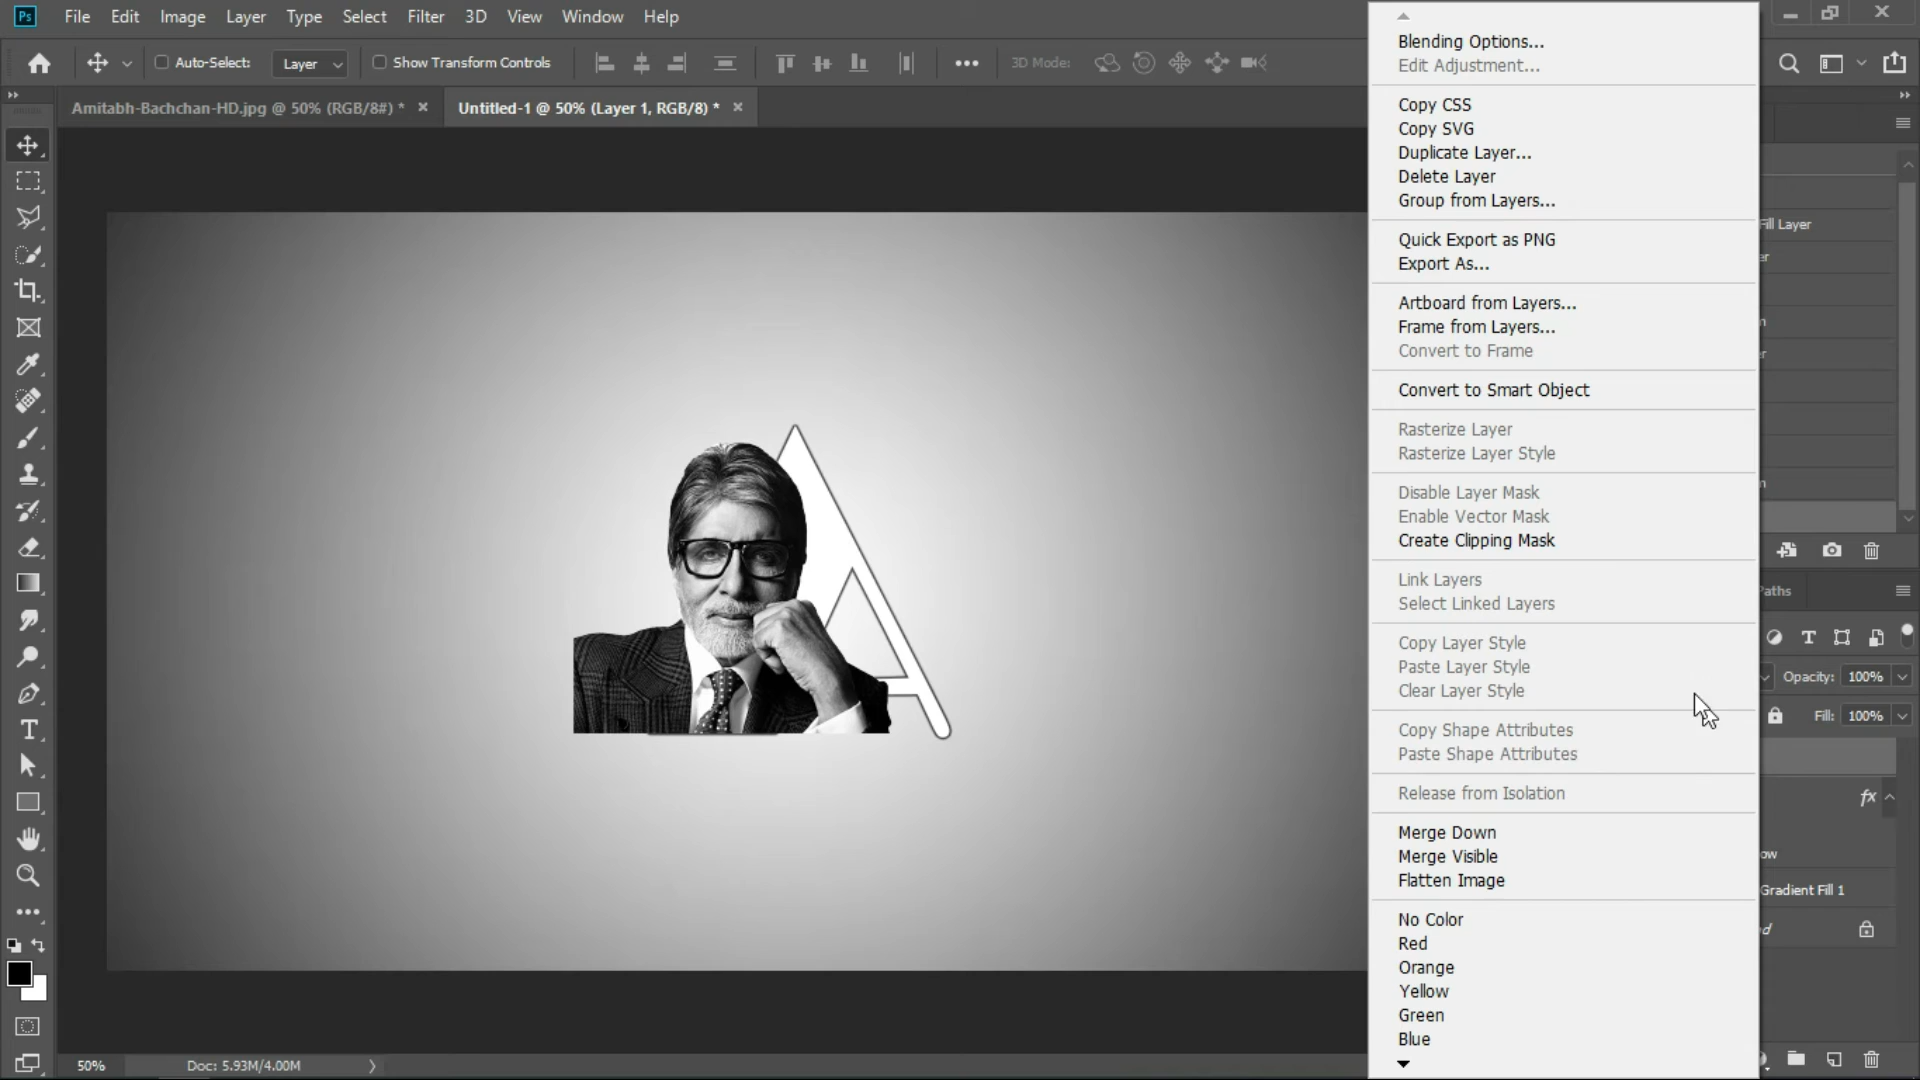 Ps File Edit Image Layer Type Select Filter 3D View Window Help
Auto-Select: Layer Show Transform Controls 3D Mode:
Amitabh-Bachchan-HD.jpg @ 50% (RGB/8#) * Untitled-1 @ 50% (Layer 1, RGB/8) *
Blending Options...
Edit Adjustment...
Copy CSS
Copy SVG
Duplicate Layer...
Delete Layer
Group from Layers...
Quick Export as PNG
Export As...
Artboard from Layers...
Frame from Layers...
Convert to Frame
Convert to Smart Object
Rasterize Layer
Rasterize Layer Style
Disable Layer Mask
Enable Vector Mask
Create Clipping Mask
Link Layers
Select Linked Layers
Copy Layer Style
Paste Layer Style
Clear Layer Style
Copy Shape Attributes
Paste Shape Attributes
Release from Isolation
Merge Down
Merge Visible
Flatten Image
No Color
Red
Orange
Yellow
Green
Blue
Fill Layer
er
n
er
n
Paths
Opacity: 100%
Fill: 100%
fx
ow
Gradient Fill 1
d
A
50% Doc: 5.93M/4.00M